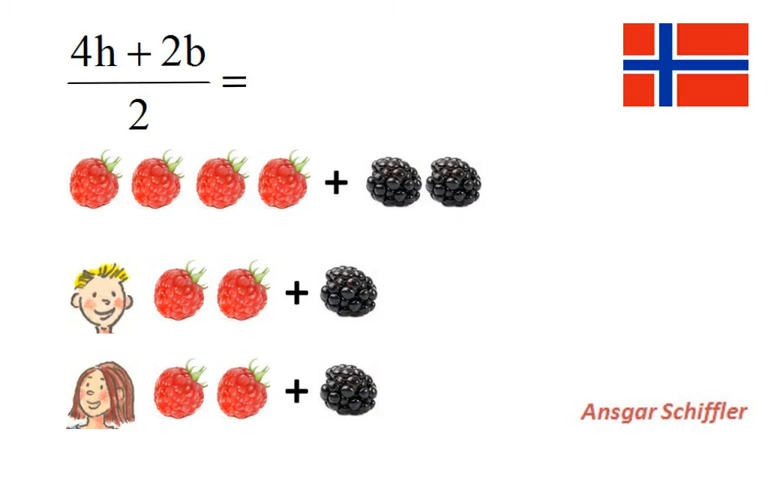 4h + 2b
2
=
+
+
+
Ansgar Schiffler